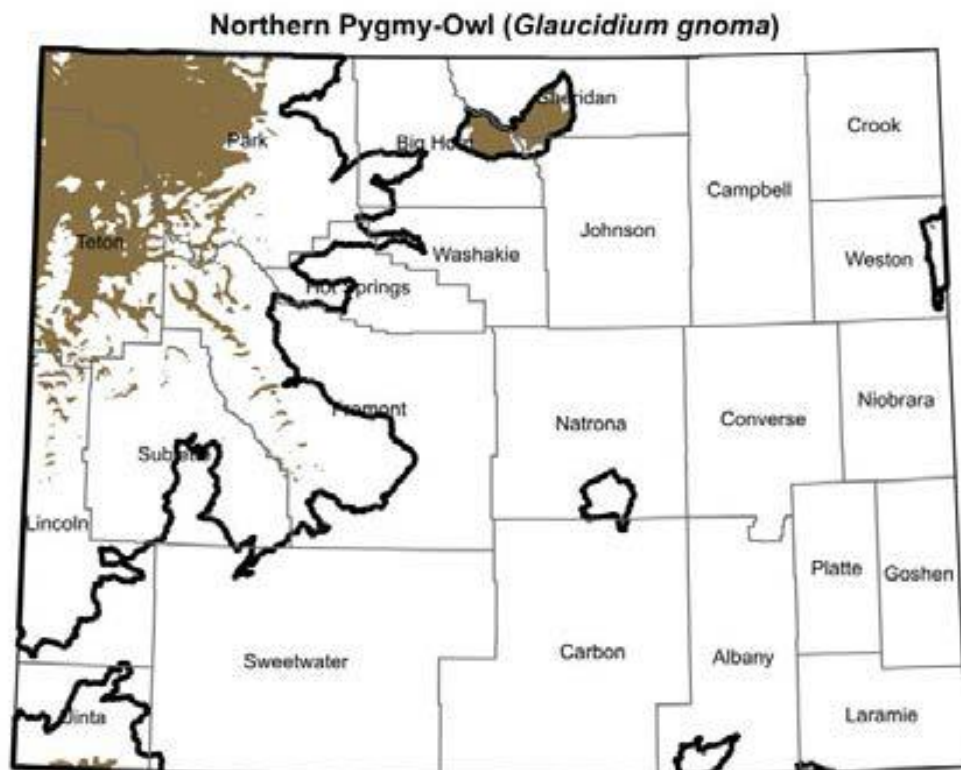 Northern Pygmy-Owl (Glaucidium gnoma)
Sheridan
Crook
Park
Big Horn
Campbell
Teton
Johnson
Washakie
Weston
Hot Springs
Fremont
Natrona
Converse
Niobrara
Sublette
Lincoln
Platte
Goshen
Sweetwater
Carbon
Albany
Uinta
Laramie